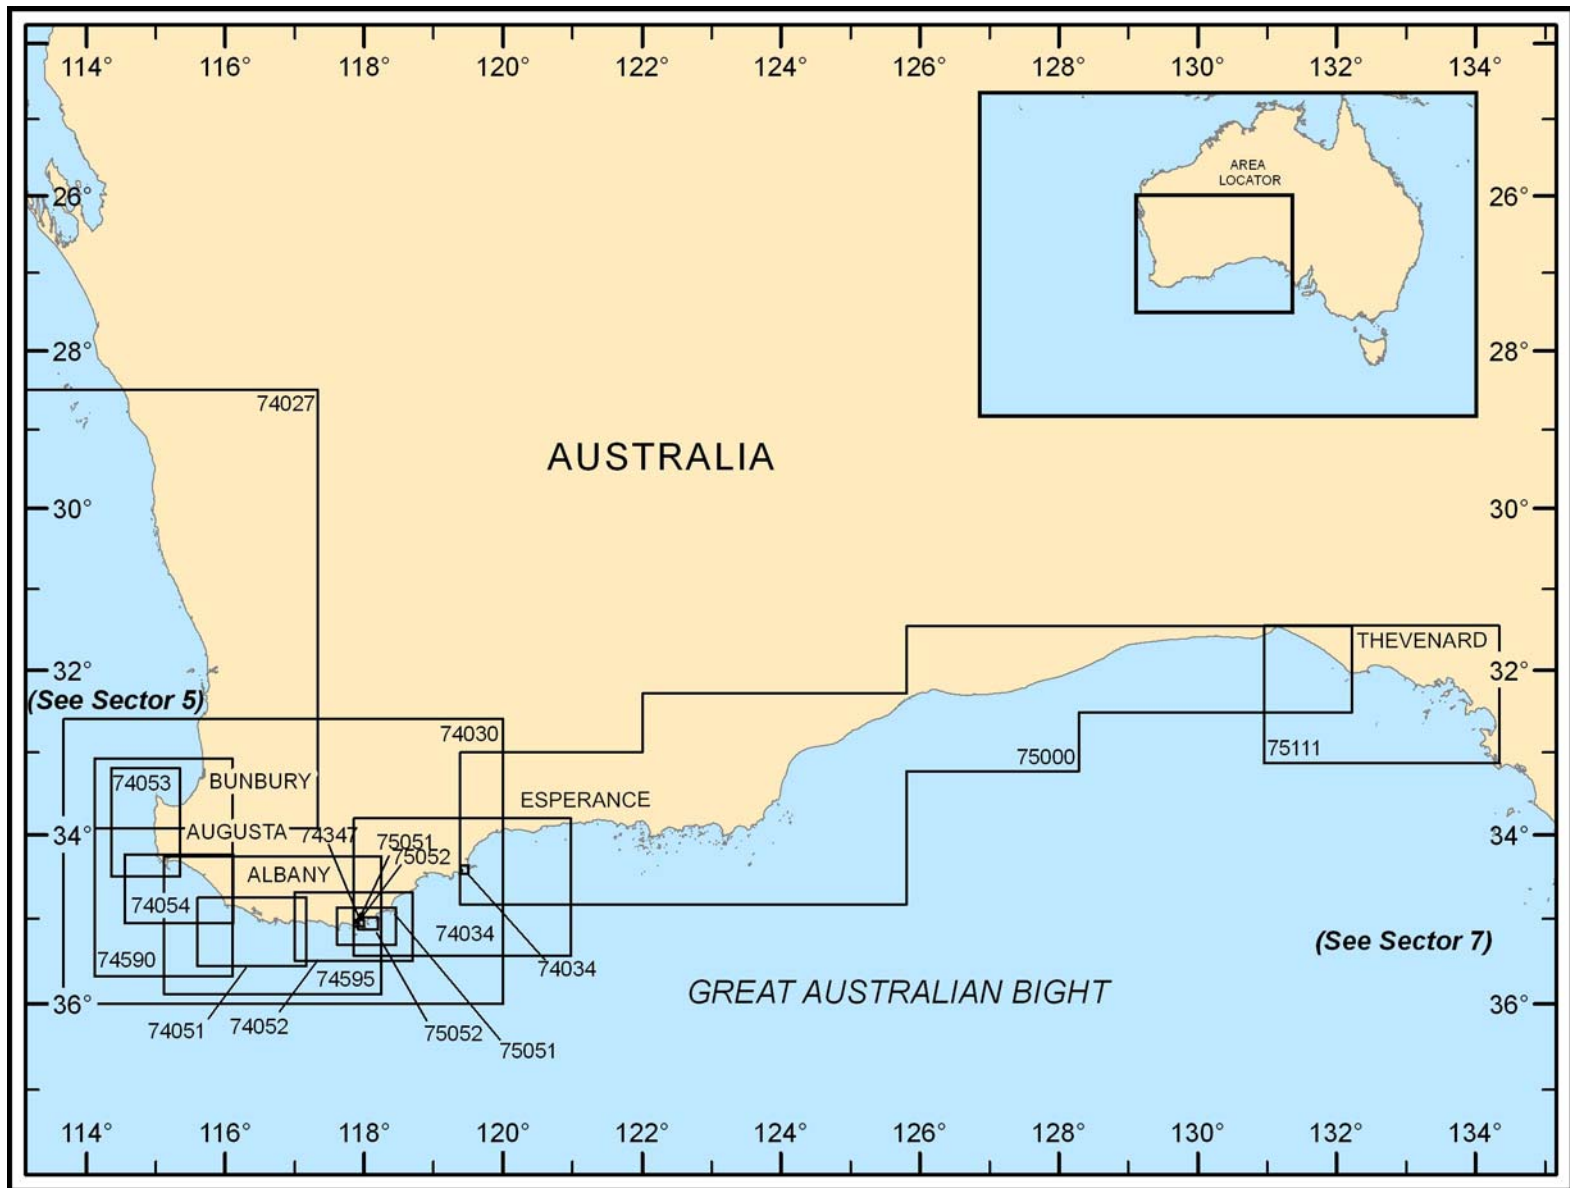 114° 116° 118° 120° 122° 124° 126° 128° 130° 132° 134°
AREA
LOCATOR
26° 26°
28° 28°
74027
AUSTRALIA
30° 30°
THEVENARD
32° 32°
(See Sector 5)
74030
75000 75111
74053 BUNBURY
ESPERANCE
34° AUGUSTA 74347 75051 34°
75052
ALBANY
74054
74034
(See Sector 7)
74590 74595 74034
GREAT AUSTRALIAN BIGHT
36° 36°
74051 74052 75052
75051
114° 116° 118° 120° 122° 124° 126° 128° 130° 132° 134°